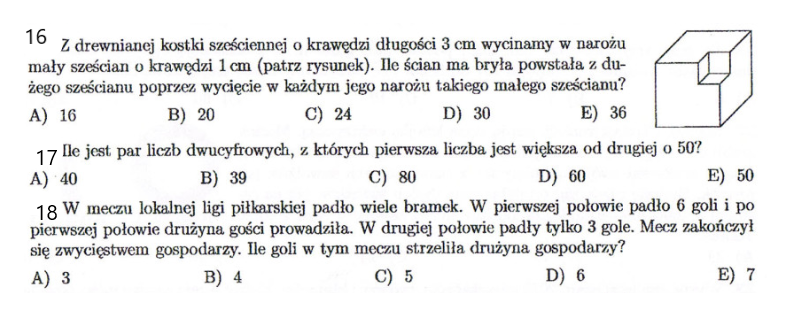 16 Z drewnianej kostki sześciennej o krawędzi długości 3 cm wycinamy w narożu
mały sześcian o krawędzi 1 cm (patrz rysunek). Ile ścian ma bryła powstała z du-
żego sześcianu poprzez wycięcie w każdym jego narożu takiego małego sześcianu?
A) 16 B) 20 C) 24 D) 30 E) 36
17 Ile jest par liczb dwucyfrowych, z których pierwsza liczba jest większa od drugiej o 50?
A) 40 B) 39 C) 80 D) 60 E) 50
18 W meczu lokalnej ligi piłkarskiej padło wiele bramek. W pierwszej połowie padło 6 goli i po
pierwszej połowie drużyna gości prowadziła. W drugiej połowie padły tylko 3 gole. Mecz zakończył
się zwycięstwem gospodarzy. Ile goli w tym meczu strzeliła drużyna gospodarzy?
A) 3 B) 4 C) 5 D) 6 E) 7